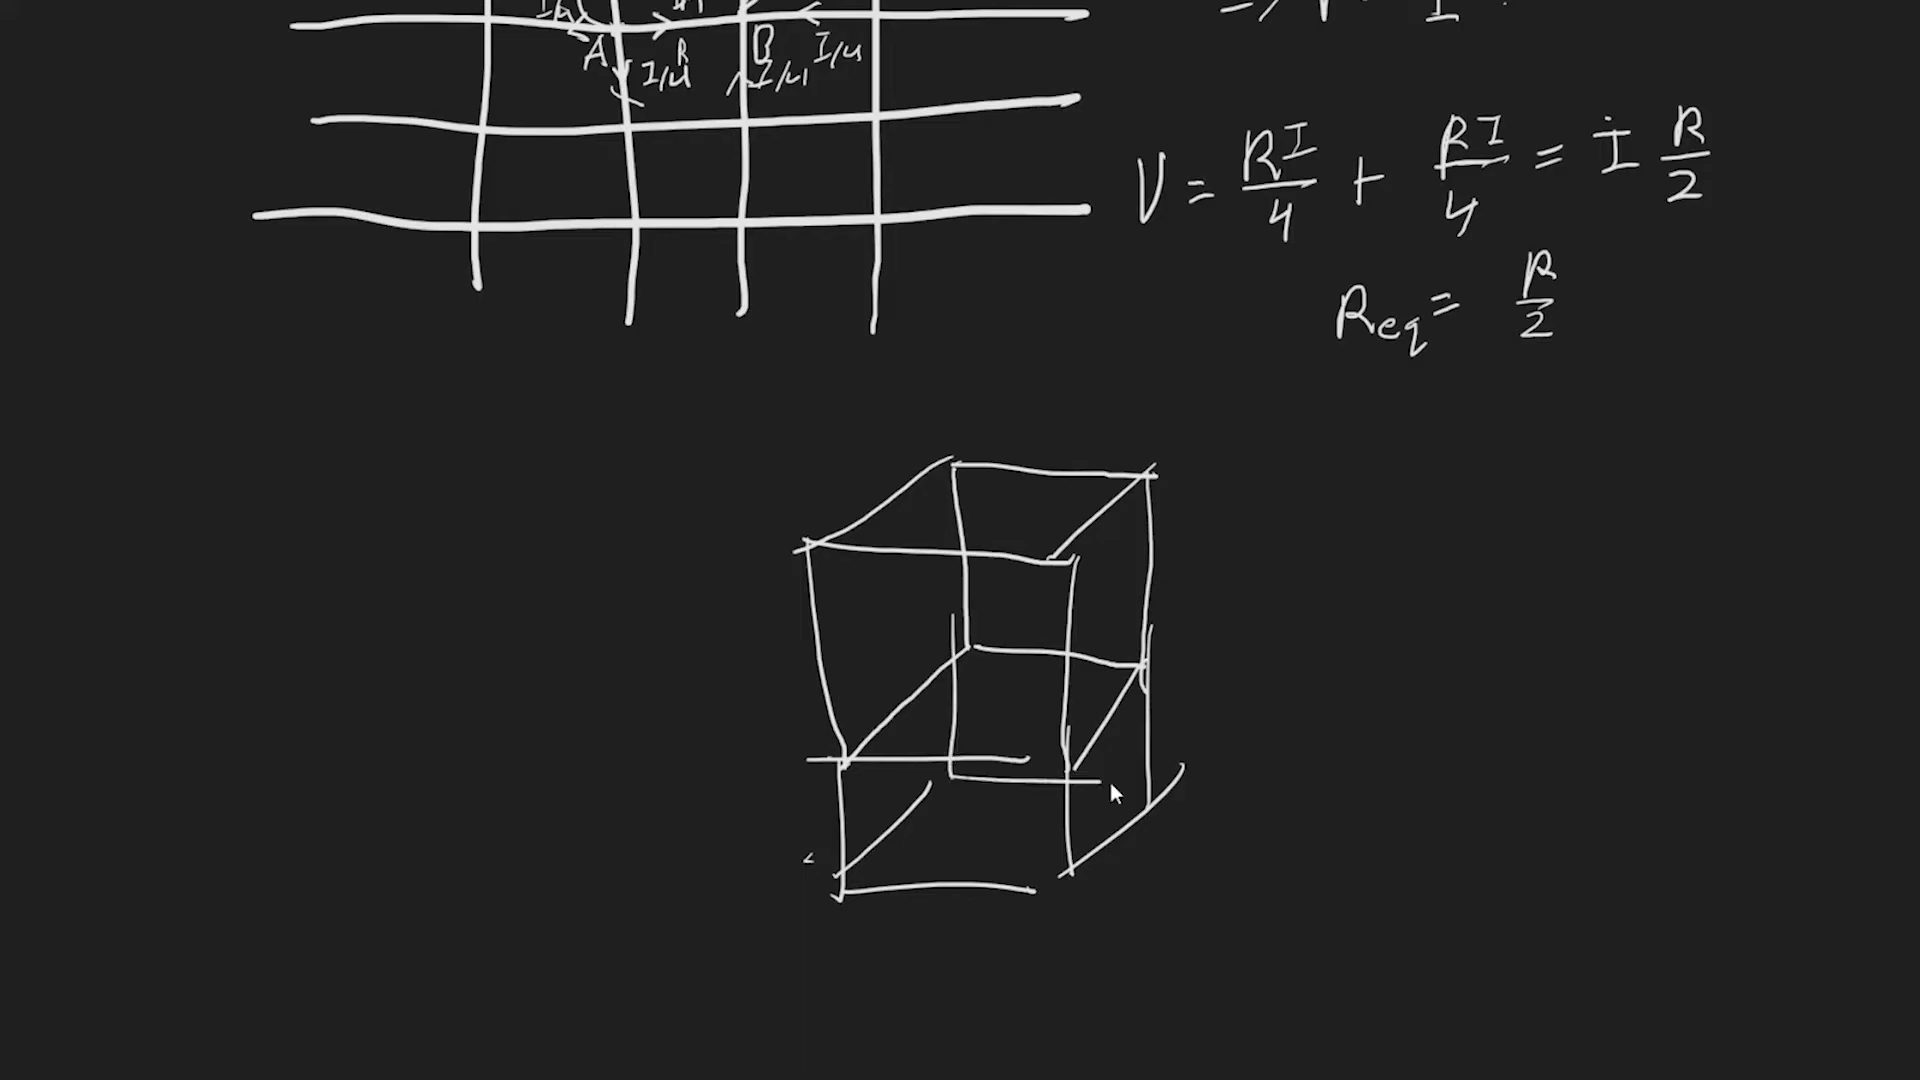 A R B I/4
I/4 I/4
V = RI/4 + RI/4 = I R/2
Req = R/2